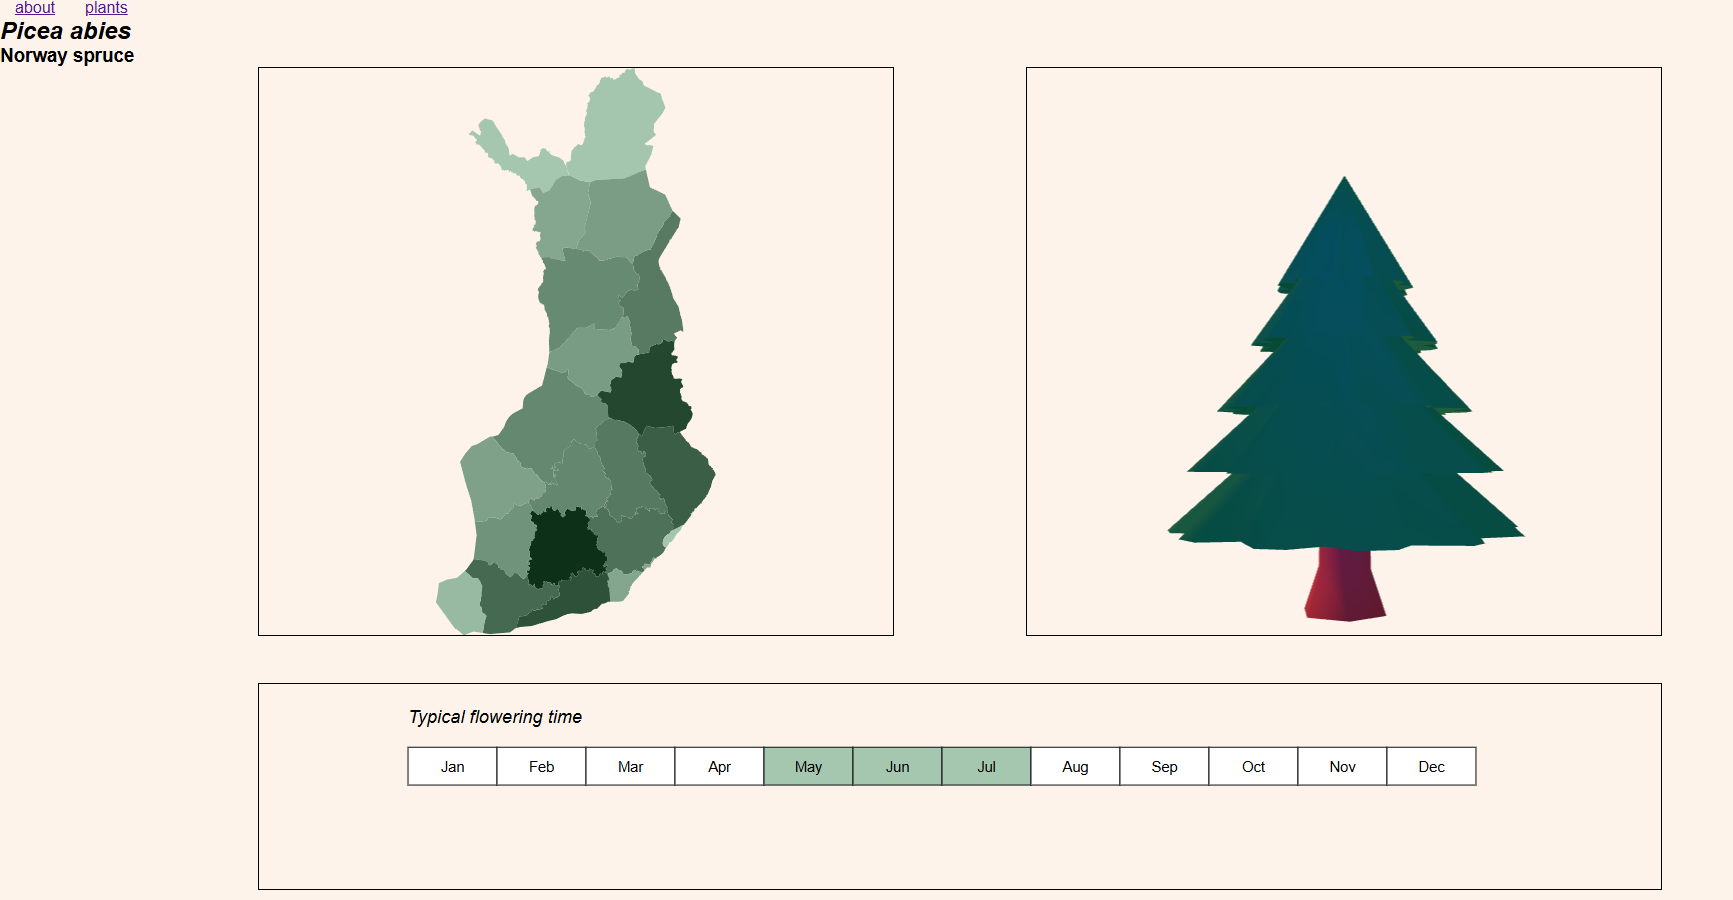 about plants
Picea abies
Norway spruce
Typical flowering time
Jan Feb Mar Apr May Jun Jul Aug Sep Oct Nov Dec